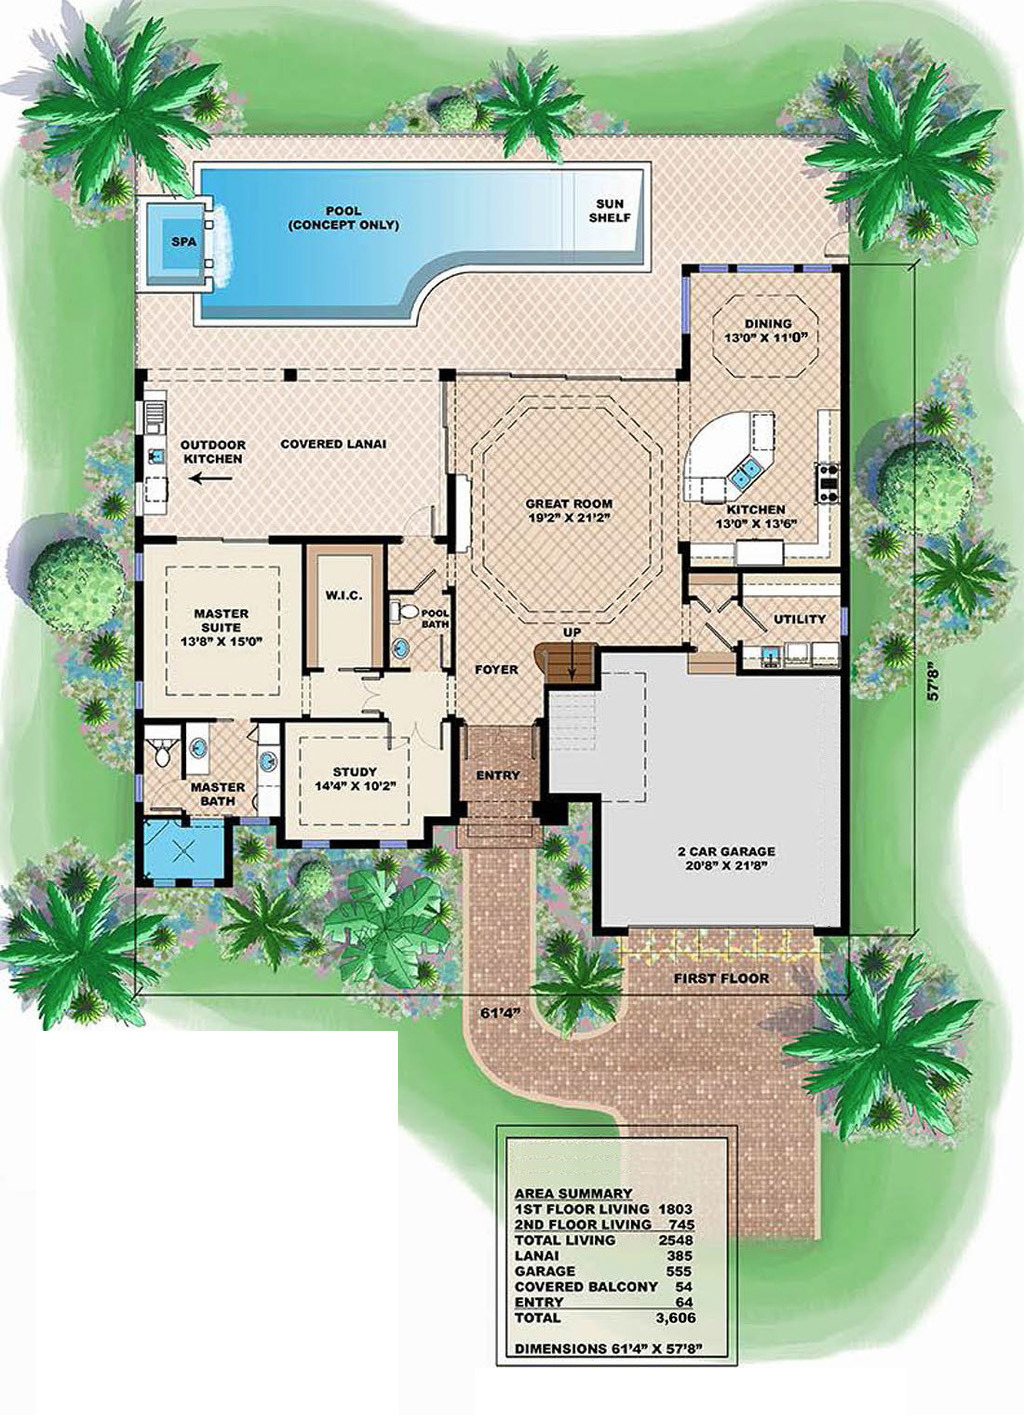 SUN
SHELF
POOL
(CONCEPT ONLY)
SPA
DINING
13'0" X 11'0"
OUTDOOR
KITCHEN
COVERED LANAI
GREAT ROOM
19'2" X 21'2"
KITCHEN
13'0" X 13'6"
W.I.C.
MASTER
SUITE
13'8" X 15'0"
POOL
BATH
UTILITY
UP
FOYER
57'8"
STUDY
14'4" X 10'2"
ENTRY
MASTER
BATH
2 CAR GARAGE
20'8" X 21'8"
FIRST FLOOR
61'4"
AREA SUMMARY
1ST FLOOR LIVING 1803
2ND FLOOR LIVING 745
TOTAL LIVING 2548
LANAI 385
GARAGE 555
COVERED BALCONY 54
ENTRY 64
TOTAL 3,606
DIMENSIONS 61'4" X 57'8"